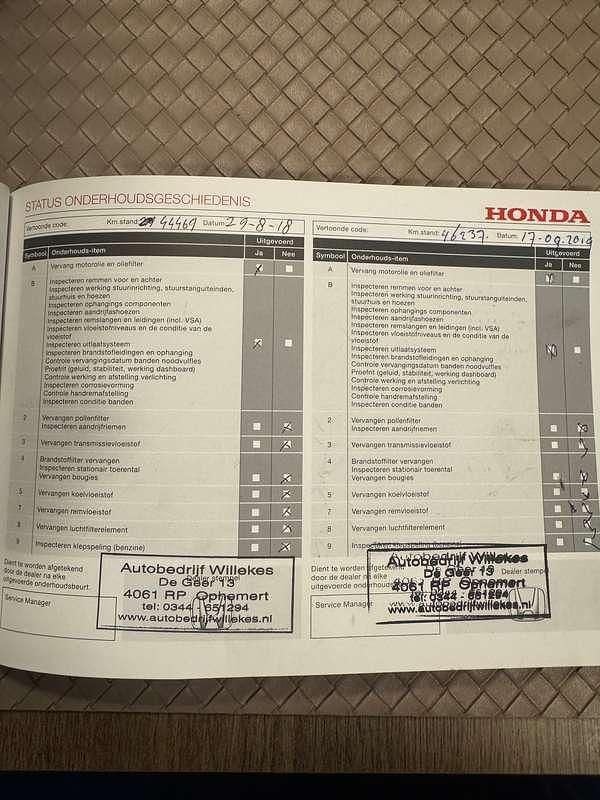 STATUS ONDERHOUDSGESCHIEDENIS
HONDA
Vertoonde code:
Km.stand: 44469 Datum: 29-8-18
Uitgevoerd
Symbool Onderhouds-item Ja Nee
A Vervang motorolie en oliefilter
B Inspecteren remmen voor en achter
Inspecteren werking stuurinrichting, stuurstanguiteinden,
stuurhuis en hoezen
Inspecteren ophangings componenten
Inspecteren aandrijfashoezen
Inspecteren remslangen en leidingen (incl. VSA)
Inspecteren vloeistofniveaus en de conditie van de
vloeistof
Inspecteren uitlaatsysteem
Inspecteren brandstofleidingen en ophanging
Controle vervangingsdatum banden noodvulfles
Proefrit (geluid, stabiliteit, werking dashboard)
Controle werking en afstelling verlichting
Inspecteren corrosievorming
Controle handremafstelling
Inspecteren conditie banden
2 Vervangen pollenfilter
Inspecteren aandrijfriemen
3 Vervangen transmissievloeistof
4 Brandstoffilter vervangen
Inspecteren stationair toerental
Vervangen bougies
5 Vervangen koelvloeistof
7 Vervangen remvloeistof
8 Vervangen luchtfilterelement
9 Inspecteren klepspeling (benzine)
Dient te worden afgetekend
door de dealer na elke
uitgevoerde onderhoudsbeurt.
Service Manager
Dealer stempel
Autobedrijf Willekes
De Geer 13
4061 RP Ophemert
tel: 0344 - 651294
www.autobedrijfwillekes.nl
Vertoonde code:
Km.stand: 46237. Datum: 17-09-2019
Uitgevoerd
Symbool Onderhouds-item Ja Nee
A Vervang motorolie en oliefilter
B Inspecteren remmen voor en achter
Inspecteren werking stuurinrichting, stuurstanguiteinden,
stuurhuis en hoezen
Inspecteren ophangings componenten
Inspecteren aandrijfashoezen
Inspecteren remslangen en leidingen (incl. VSA)
Inspecteren vloeistofniveaus en de conditie van de
vloeistof
Inspecteren uitlaatsysteem
Inspecteren brandstofleidingen en ophanging
Controle vervangingsdatum banden noodvulfles
Proefrit (geluid, stabiliteit, werking dashboard)
Controle werking en afstelling verlichting
Inspecteren corrosievorming
Controle handremafstelling
Inspecteren conditie banden
2 Vervangen pollenfilter
Inspecteren aandrijfriemen
3 Vervangen transmissievloeistof
4 Brandstoffilter vervangen
Inspecteren stationair toerental
Vervangen bougies
5 Vervangen koelvloeistof
7 Vervangen remvloeistof
8 Vervangen luchtfilterelement
9 Inspecteren klepspeling (benzine)
Dient te worden afgetekend
door de dealer na elke
uitgevoerde onderhoudsbeurt.
Service Manager
Dealer stempel
Autobedrijf Willekes
De Geer 13
4061 RP Ophemert
tel: 0344 - 651294
www.autobedrijfwillekes.nl